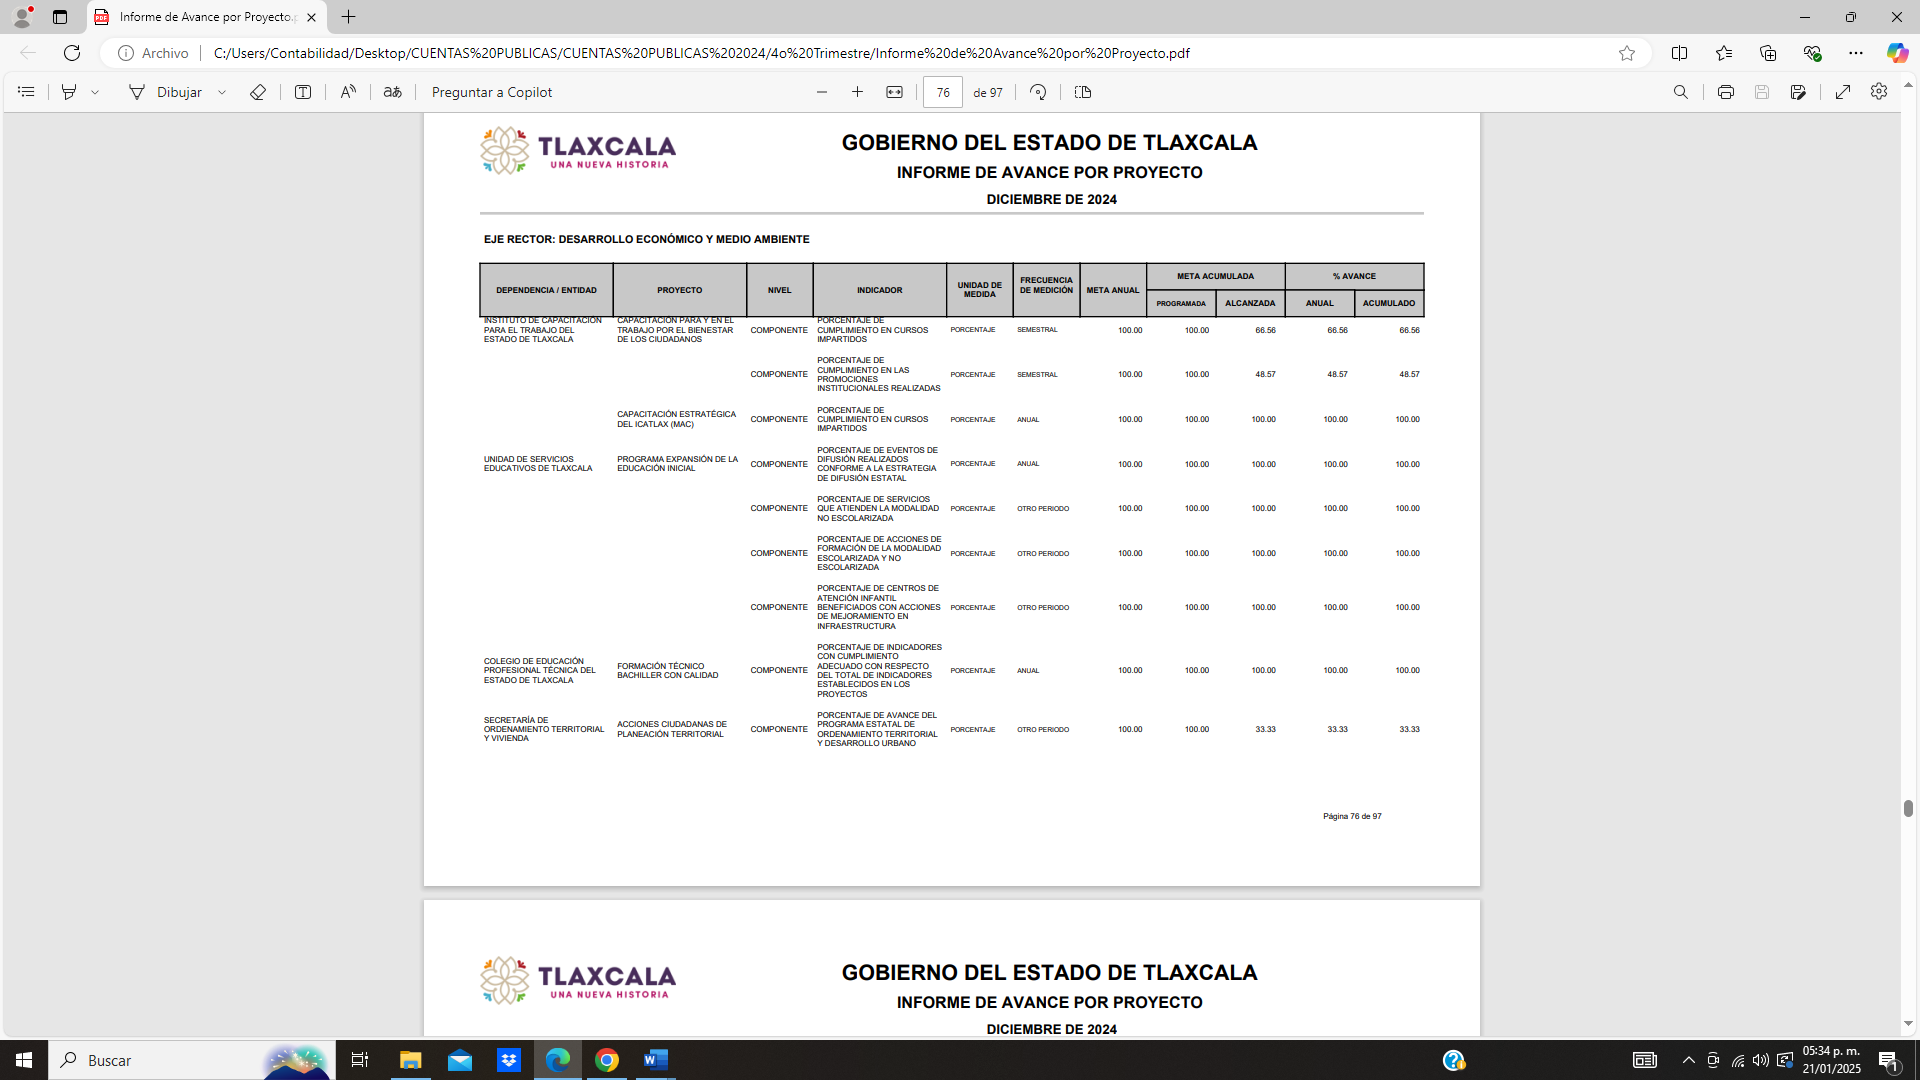 Informe de Avance por Proyecto.p
Archivo
C:/Users/Contabilidad/Desktop/CUENTAS%20PUBLICAS/CUENTAS%20PUBLICAS%202024/4o%20Trimestre/Informe%20de%20Avance%20por%20Proyecto.pdf
Dibujar
aあ
Preguntar a Copilot
76 de 97
TLAXCALA
UNA NUEVA HISTORIA
GOBIERNO DEL ESTADO DE TLAXCALA
INFORME DE AVANCE POR PROYECTO
DICIEMBRE DE 2024
EJE RECTOR: DESARROLLO ECONÓMICO Y MEDIO AMBIENTE
DEPENDENCIA / ENTIDAD
PROYECTO
NIVEL
INDICADOR
UNIDAD DE
MEDIDA
FRECUENCIA
DE MEDICIÓN
META ANUAL
META ACUMULADA
PROGRAMADA
ALCANZADA
% AVANCE
ANUAL
ACUMULADO
INSTITUTO DE CAPACITACIÓN
PARA EL TRABAJO DEL
ESTADO DE TLAXCALA
CAPACITACIÓN PARA Y EN EL
TRABAJO POR EL BIENESTAR
DE LOS CIUDADANOS
COMPONENTE
PORCENTAJE DE
CUMPLIMIENTO EN CURSOS
IMPARTIDOS
PORCENTAJE
SEMESTRAL
100.00
100.00
66.56
66.56
66.56
COMPONENTE
PORCENTAJE DE
CUMPLIMIENTO EN LAS
PROMOCIONES
INSTITUCIONALES REALIZADAS
PORCENTAJE
SEMESTRAL
100.00
100.00
48.57
48.57
48.57
CAPACITACIÓN ESTRATÉGICA
DEL ICATLAX (MAC)
COMPONENTE
PORCENTAJE DE
CUMPLIMIENTO EN CURSOS
IMPARTIDOS
PORCENTAJE
ANUAL
100.00
100.00
100.00
100.00
100.00
UNIDAD DE SERVICIOS
EDUCATIVOS DE TLAXCALA
PROGRAMA EXPANSIÓN DE LA
EDUCACIÓN INICIAL
COMPONENTE
PORCENTAJE DE EVENTOS DE
DIFUSIÓN REALIZADOS
CONFORME A LA ESTRATEGIA
DE DIFUSIÓN ESTATAL
PORCENTAJE
ANUAL
100.00
100.00
100.00
100.00
100.00
COMPONENTE
PORCENTAJE DE SERVICIOS
QUE ATIENDEN LA MODALIDAD
NO ESCOLARIZADA
PORCENTAJE
OTRO PERIODO
100.00
100.00
100.00
100.00
100.00
COMPONENTE
PORCENTAJE DE ACCIONES DE
FORMACIÓN DE LA MODALIDAD
ESCOLARIZADA Y NO
ESCOLARIZADA
PORCENTAJE
OTRO PERIODO
100.00
100.00
100.00
100.00
100.00
COMPONENTE
PORCENTAJE DE CENTROS DE
ATENCIÓN INFANTIL
BENEFICIADOS CON ACCIONES
DE MEJORAMIENTO EN
INFRAESTRUCTURA
PORCENTAJE
OTRO PERIODO
100.00
100.00
100.00
100.00
100.00
COLEGIO DE EDUCACIÓN
PROFESIONAL TÉCNICA DEL
ESTADO DE TLAXCALA
FORMACIÓN TÉCNICO
BACHILLER CON CALIDAD
COMPONENTE
PORCENTAJE DE INDICADORES
CON CUMPLIMIENTO
ADECUADO CON RESPECTO
DEL TOTAL DE INDICADORES
ESTABLECIDOS EN LOS
PROYECTOS
PORCENTAJE
ANUAL
100.00
100.00
100.00
100.00
100.00
SECRETARÍA DE
ORDENAMIENTO TERRITORIAL
Y VIVIENDA
ACCIONES CIUDADANAS DE
PLANEACIÓN TERRITORIAL
COMPONENTE
PORCENTAJE DE AVANCE DEL
PROGRAMA ESTATAL DE
ORDENAMIENTO TERRITORIAL
Y DESARROLLO URBANO
PORCENTAJE
OTRO PERIODO
100.00
100.00
33.33
33.33
33.33
Página 76 de 97
TLAXCALA
UNA NUEVA HISTORIA
GOBIERNO DEL ESTADO DE TLAXCALA
INFORME DE AVANCE POR PROYECTO
DICIEMBRE DE 2024
Buscar
05:34 p. m.
21/01/2025
1